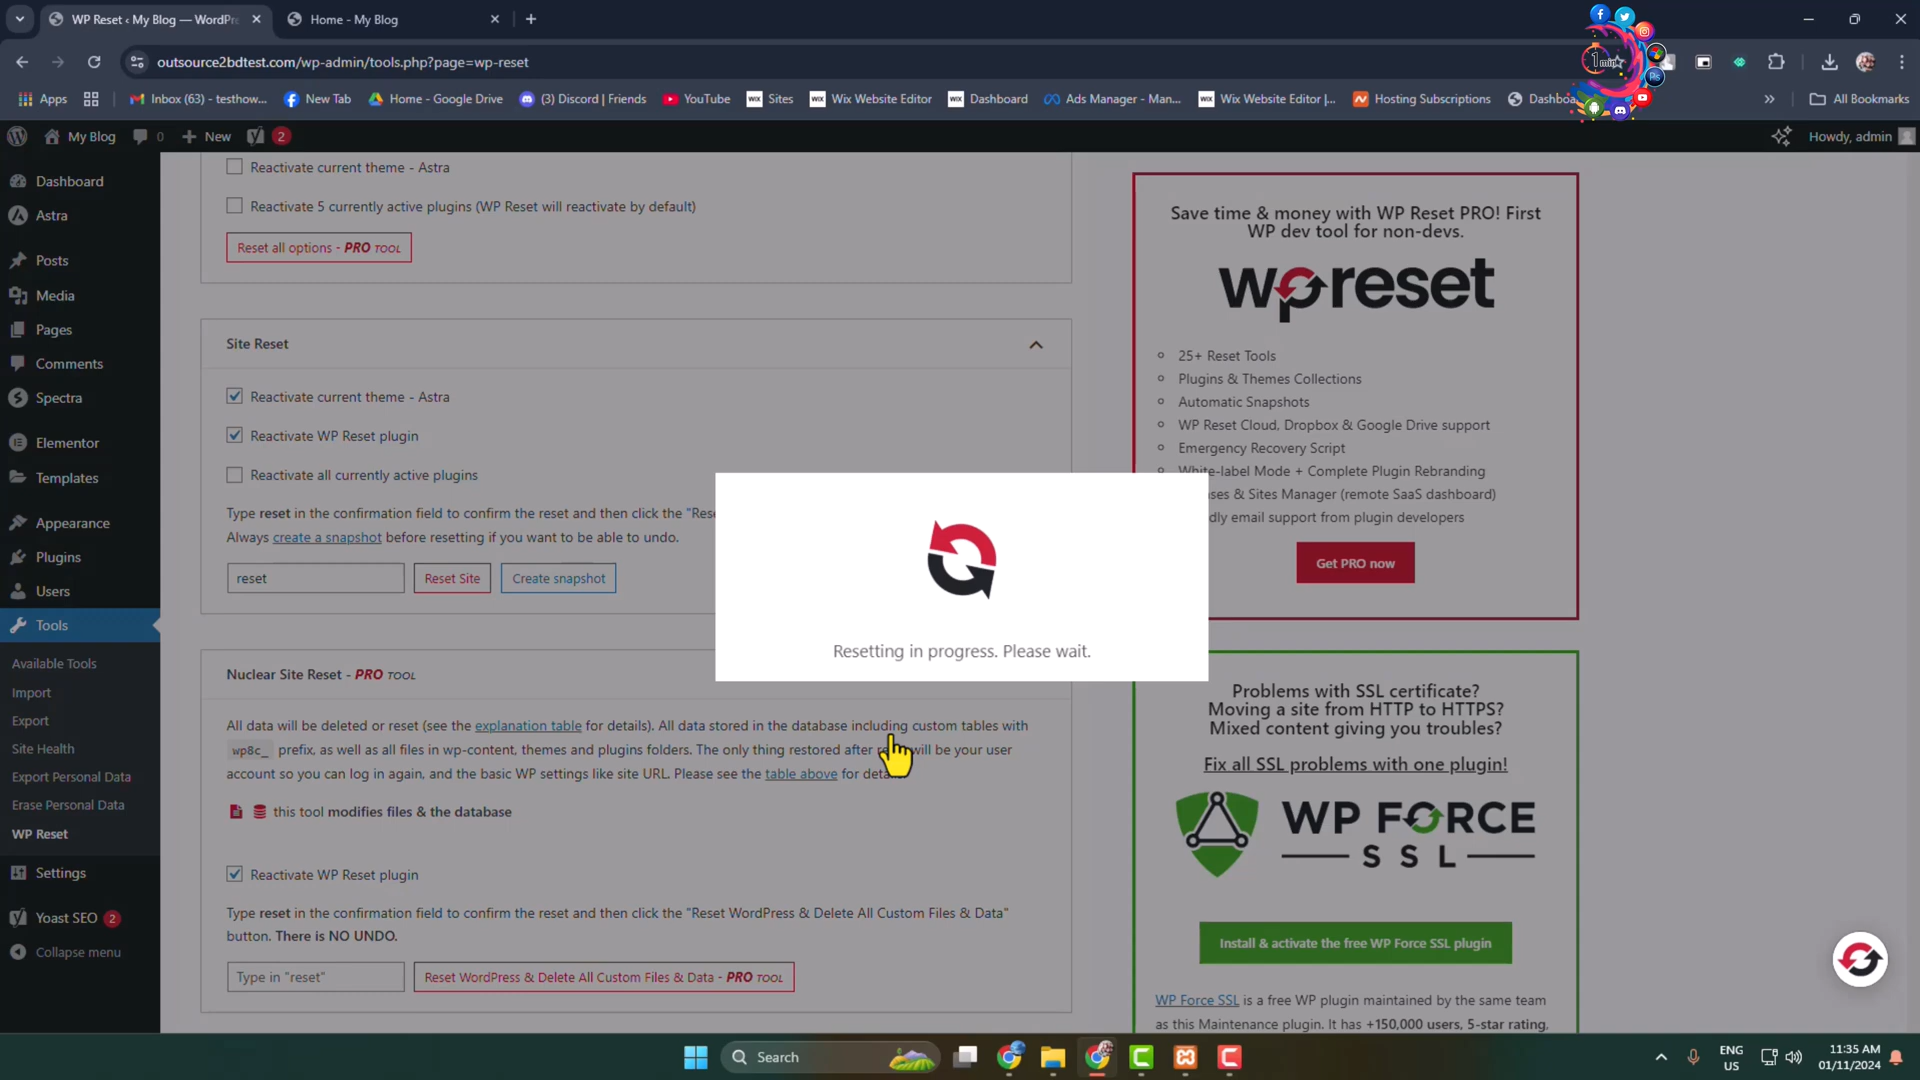 WP Reset ‹ My Blog — WordPr
Home - My Blog
outsource2bdtest.com/wp-admin/tools.php?page=wp-reset
1 min
Ps
Apps
Inbox (63) - testhow...
New Tab
Home - Google Drive
(3) Discord | Friends
YouTube
WIX Sites
WIX Wix Website Editor
WIX Dashboard
Ads Manager - Man...
WIX Wix Website Editor |...
Hosting Subscriptions
Dashboa
All Bookmarks
My Blog
0
New
2
Howdy, admin
Dashboard
Astra
Posts
Media
Pages
Comments
Spectra
Elementor
Templates
Appearance
Plugins
Users
Tools
Available Tools
Import
Export
Site Health
Export Personal Data
Erase Personal Data
WP Reset
Settings
Yoast SEO 2
Collapse menu
Reactivate current theme - Astra
Reactivate 5 currently active plugins (WP Reset will reactivate by default)
Reset all options - PRO TOOL
Site Reset
Reactivate current theme - Astra
Reactivate WP Reset plugin
Reactivate all currently active plugins
Type reset in the confirmation field to confirm the reset and then click the "Rese
Always create a snapshot before resetting if you want to be able to undo.
reset
Reset Site
Create snapshot
Resetting in progress. Please wait.
Nuclear Site Reset - PRO TOOL
All data will be deleted or reset (see the explanation table for details). All data stored in the database including custom tables with
wp8c_ prefix, as well as all files in wp-content, themes and plugins folders. The only thing restored after will be your user
account so you can log in again, and the basic WP settings like site URL. Please see the table above for
this tool modifies files & the database
Reactivate WP Reset plugin
Type reset in the confirmation field to confirm the reset and then click the "Reset WordPress & Delete All Custom Files & Data"
button. There is NO UNDO.
Type in "reset"
Reset WordPress & Delete All Custom Files & Data - PRO TOOL
Save time & money with WP Reset PRO! First
WP dev tool for non-devs.
wpreset
25+ Reset Tools
Plugins & Themes Collections
Automatic Snapshots
WP Reset Cloud, Dropbox & Google Drive support
Emergency Recovery Script
White-label Mode + Complete Plugin Rebranding
ses & Sites Manager (remote SaaS dashboard)
dly email support from plugin developers
Get PRO now
Problems with SSL certificate?
Moving a site from HTTP to HTTPS?
Mixed content giving you troubles?
Fix all SSL problems with one plugin!
WP FORCE
SSL
Install & activate the free WP Force SSL plugin
WP Force SSL is a free WP plugin maintained by the same team
as this Maintenance plugin. It has +150,000 users, 5-star rating,
Search
ENG
US
11:35 AM
01/11/2024